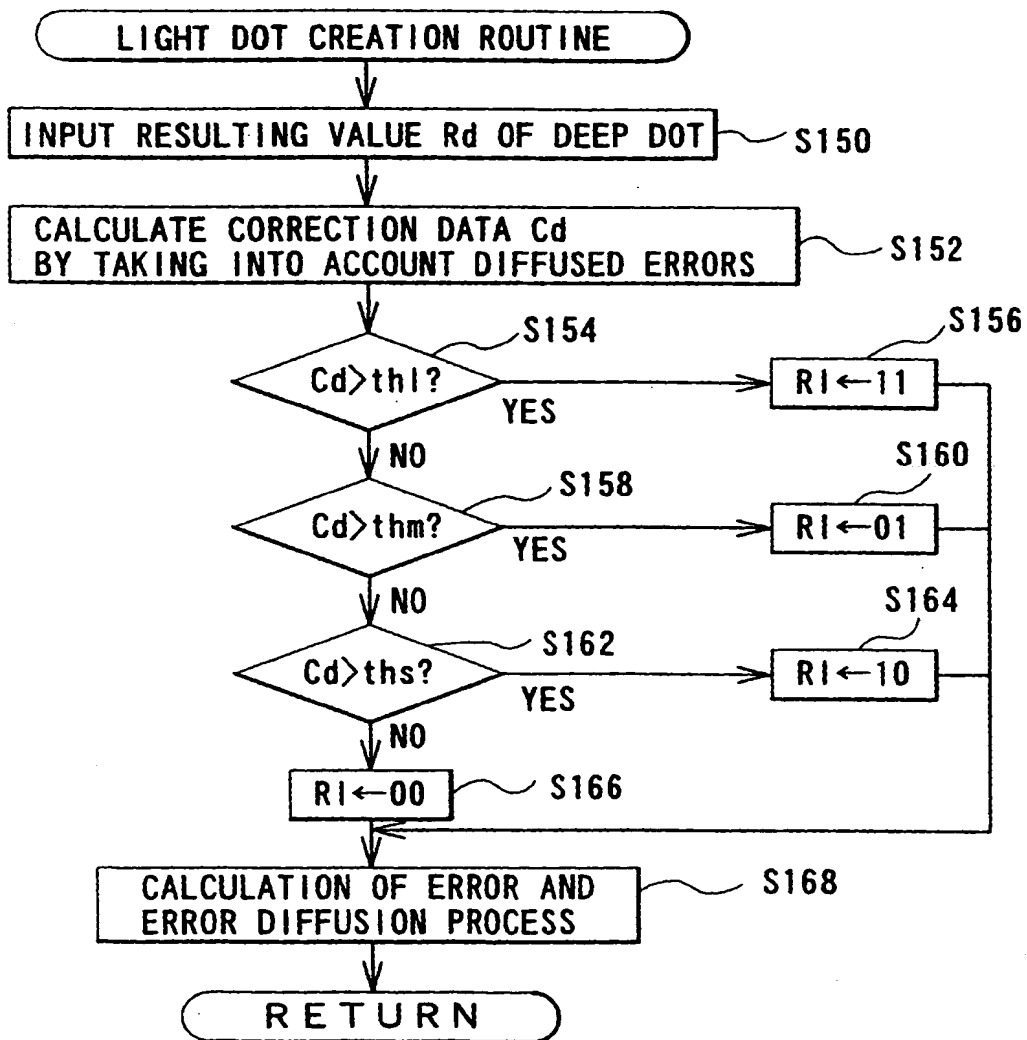 LIGHT DOT CREATION ROUTINE
INPUT RESULTING VALUE Rd OF DEEP DOT
S150
CALCULATE CORRECTION DATA Cd
BY TAKING INTO ACCOUNT DIFFUSED ERRORS
S152
S154
Cd>thl?
YES
S156
Rl←11
NO
S158
Cd>thm?
YES
S160
Rl←01
NO
S162
Cd>ths?
YES
S164
Rl←10
NO
Rl←00
S166
CALCULATION OF ERROR AND
ERROR DIFFUSION PROCESS
S168
RETURN